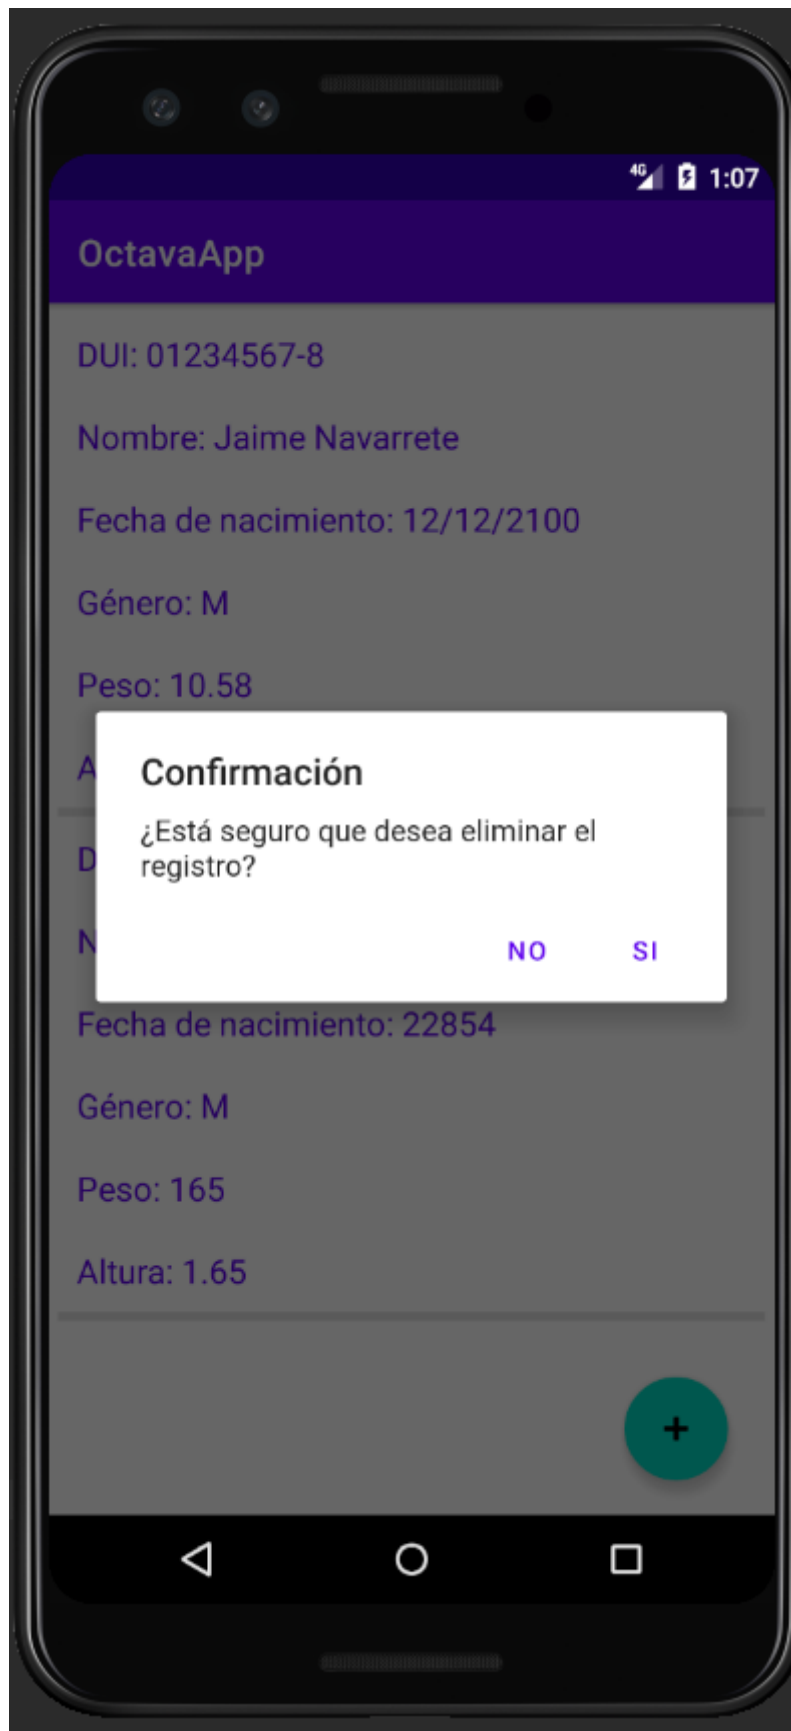 4G 1:07
OctavaApp
DUI: 01234567-8
Nombre: Jaime Navarrete
Fecha de nacimiento: 12/12/2100
Género: M
Peso: 10.58
A
Confirmación
¿Está seguro que desea eliminar el
registro?
D
N
NO SI
Fecha de nacimiento: 22854
Género: M
Peso: 165
Altura: 1.65
+